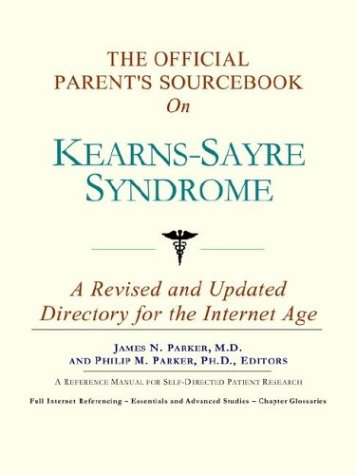 THE OFFICIAL
PARENT'S SOURCEBOOK
On
KEARNS-SAYRE
SYNDROME
A Revised and Updated
Directory for the Internet Age
JAMES N. PARKER, M.D.
AND PHILIP M. PARKER, PH.D., EDITORS
A REFERENCE MANUAL FOR SELF-DIRECTED PATIENT RESEARCH
Full Internet Referencing ~ Essentials and Advanced Studies ~ Chapter Glossaries